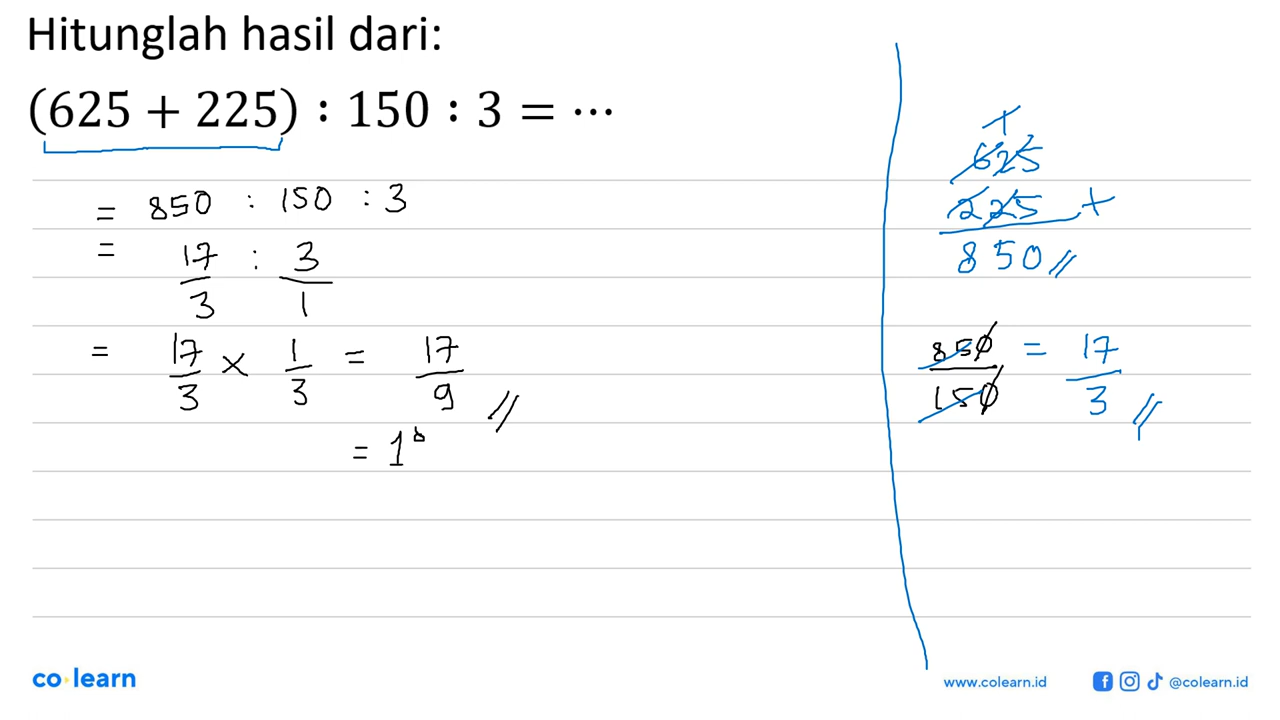 Hitunglah hasil dari:
(625 + 225) : 150 : 3 = ⋯
= 850 : 150 : 3
= 17/3 : 3/1
= 17/3 × 1/3 = 17/9 //
= 1 8
+
625
225 +
850 //
850/150 = 17/3 //
co·learn
www.colearn.id
@colearn.id